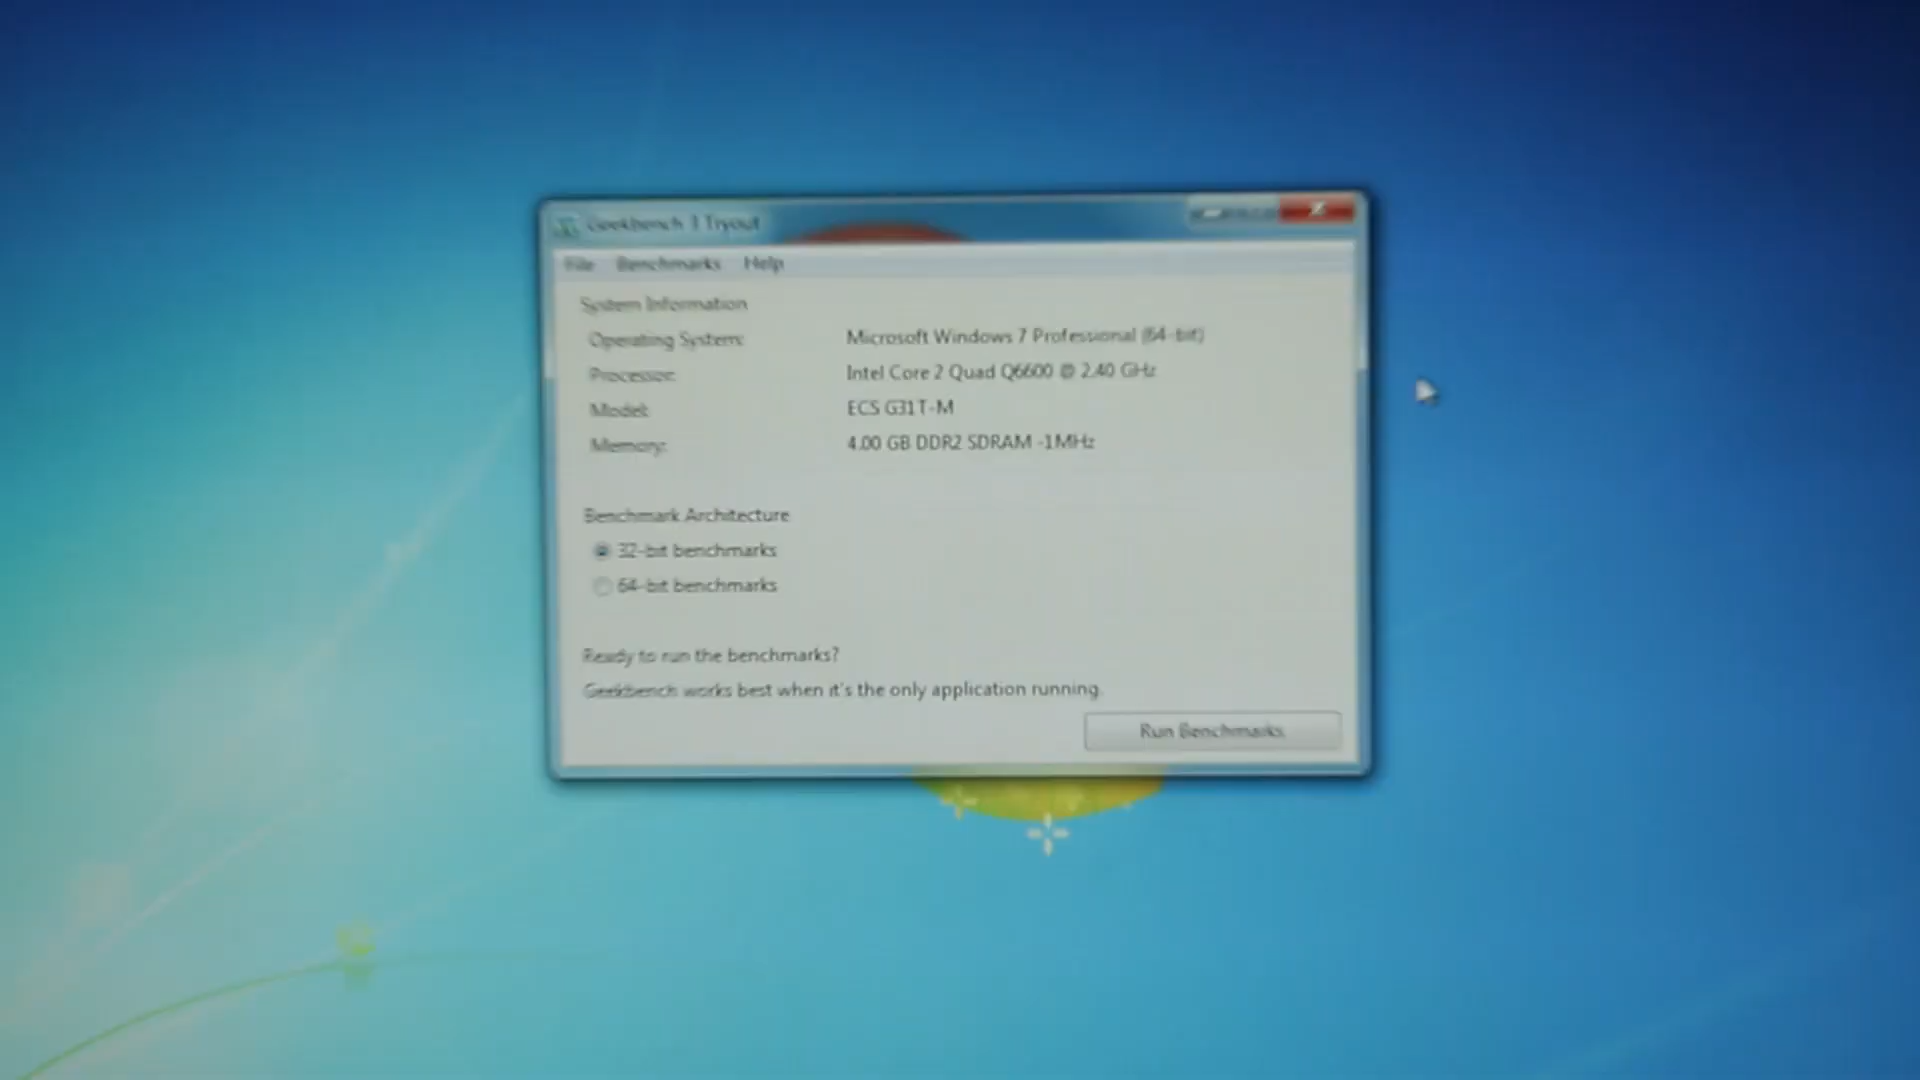 Geekbench 3 Tryout
File Benchmarks Help
System Information
Operating System: Microsoft Windows 7 Professional (64-bit)
Processor: Intel Core 2 Quad Q6600 @ 2.40 GHz
Model: ECS G31T-M
Memory: 4.00 GB DDR2 SDRAM -1MHz
Benchmark Architecture
32-bit benchmarks
64-bit benchmarks
Ready to run the benchmarks?
Geekbench works best when it's the only application running.
Run Benchmarks